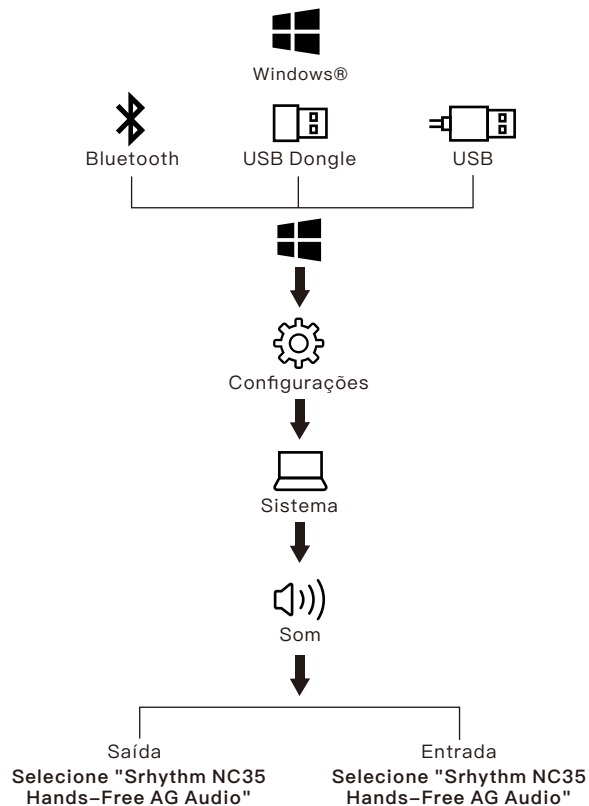 Windows®
Bluetooth
USB Dongle
USB
Configurações
Sistema
Som
Saída
Selecione "Srhythm NC35
Hands-Free AG Audio"
Entrada
Selecione "Srhythm NC35
Hands-Free AG Audio"